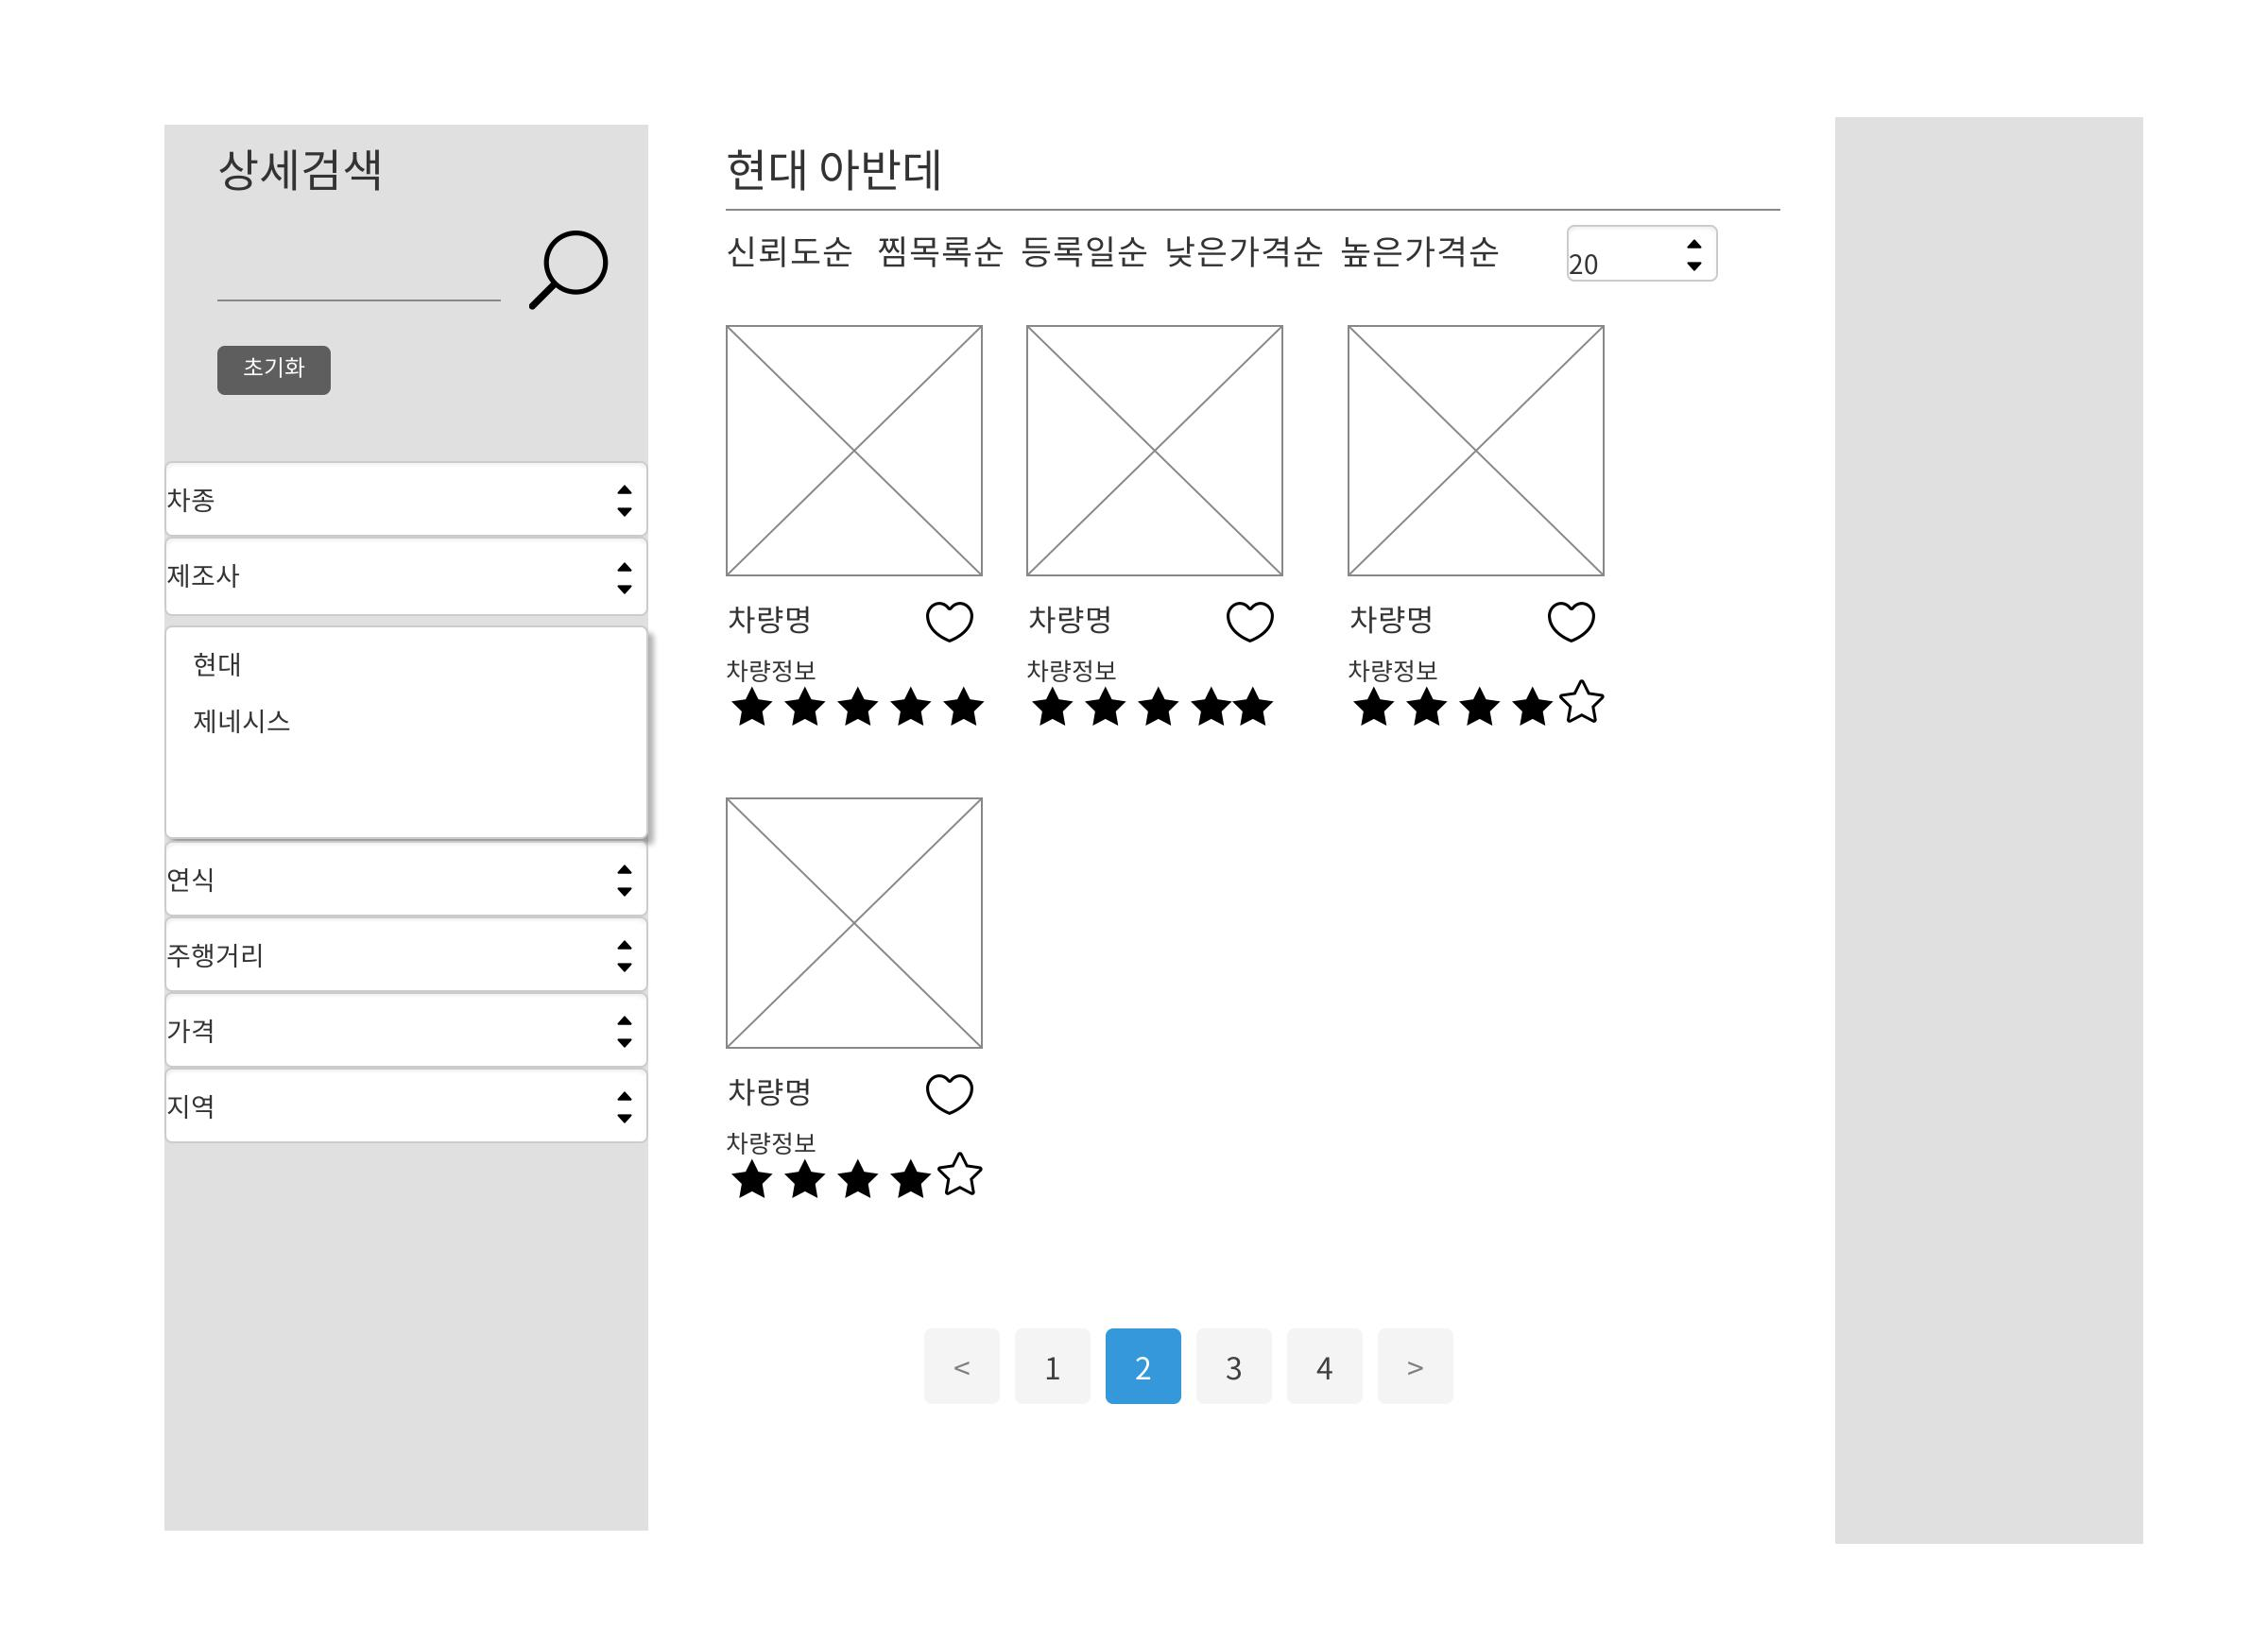 상세검색
초기화
차종
제조사
현대
제네시스
연식
주행거리
가격
지역
현대 아반데
신뢰도순 찜목록순 등록일순 낮은가격순 높은가격순 20
차량명 차량명 차량명
차량정보 차량정보 차량정보
차량명
차량정보
< 1 2 3 4 >